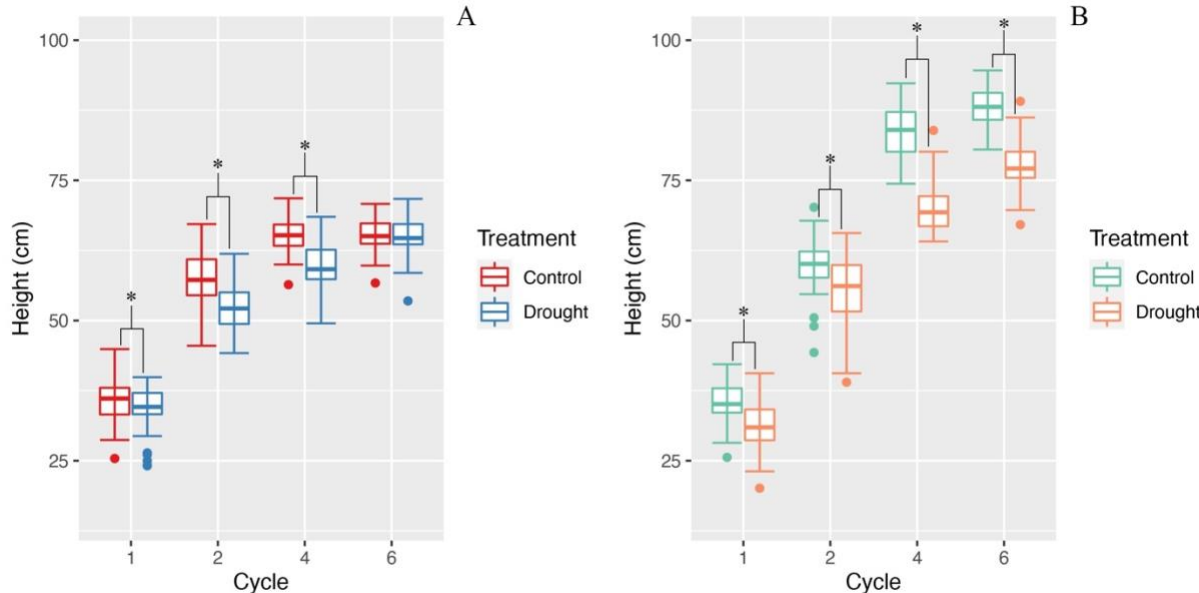 A
100
75
50
25
Height (cm)
*
*
*
1
2
4
6
Cycle
Treatment
Control
Drought
B
100
75
50
25
Height (cm)
*
*
*
*
1
2
4
6
Cycle
Treatment
Control
Drought